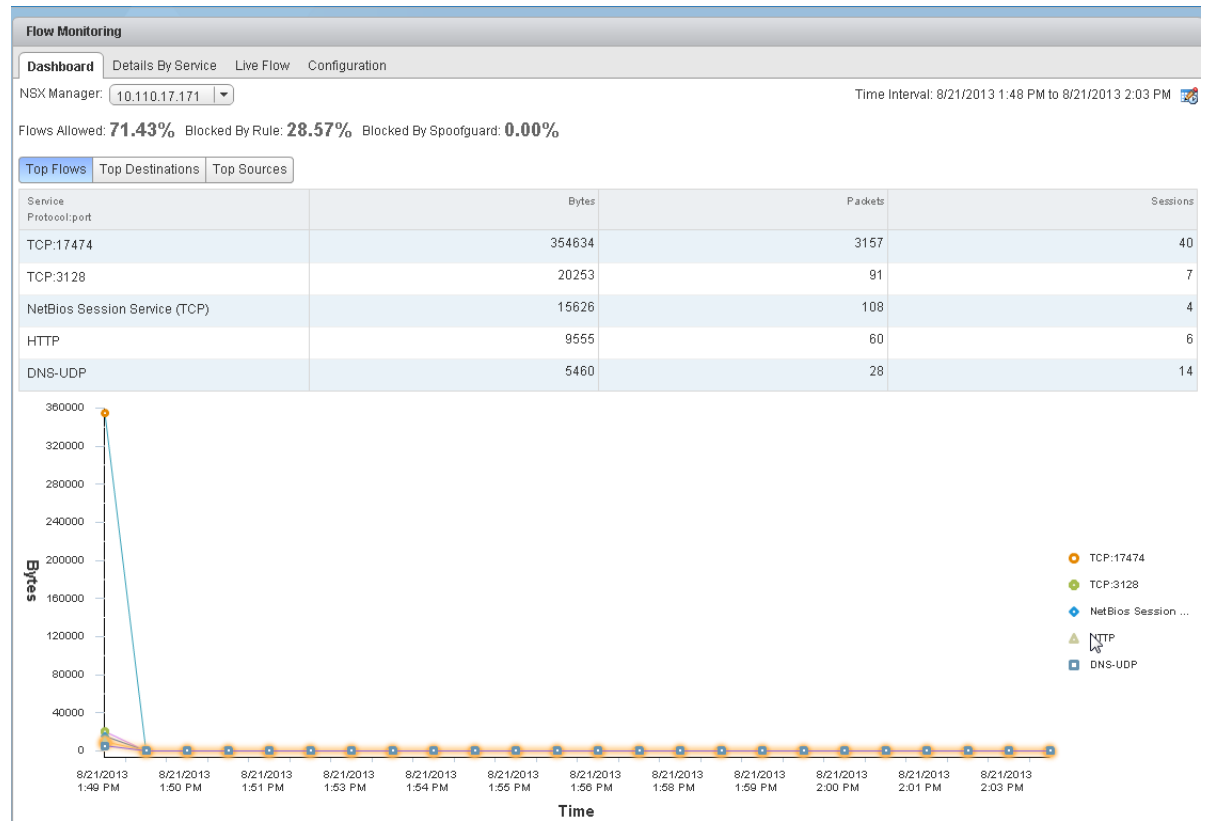 Flow Monitoring
Dashboard Details By Service Live Flow Configuration
NSX Manager: 10.110.17.171 Time Interval: 8/21/2013 1:48 PM to 8/21/2013 2:03 PM
Flows Allowed: 71.43% Blocked By Rule: 28.57% Blocked By Spoofguard: 0.00%
Top Flows Top Destinations Top Sources
Service Bytes Packets Sessions
Protocol:port
TCP:17474 354634 3157 40
TCP:3128 20253 91 7
NetBios Session Service (TCP) 15626 108 4
HTTP 9555 60 6
DNS-UDP 5460 28 14
360000
320000
280000
240000
200000
160000
120000
80000
40000
0
Bytes
TCP:17474
TCP:3128
NetBios Session ...
HTTP
DNS-UDP
8/21/2013 8/21/2013 8/21/2013 8/21/2013 8/21/2013 8/21/2013 8/21/2013 8/21/2013 8/21/2013 8/21/2013 8/21/2013 8/21/2013
1:49 PM 1:50 PM 1:51 PM 1:53 PM 1:54 PM 1:55 PM 1:56 PM 1:58 PM 1:59 PM 2:00 PM 2:01 PM 2:03 PM
Time